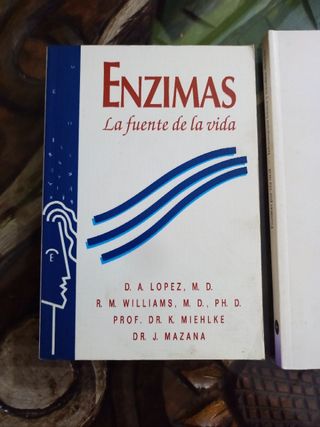 ENZIMAS
La fuente de la vida
D. A. LOPEZ, M. D.
R. M. WILLIAMS, M. D., PH. D.
PROF. DR. K. MIEHLKE
DR. J. MAZANA